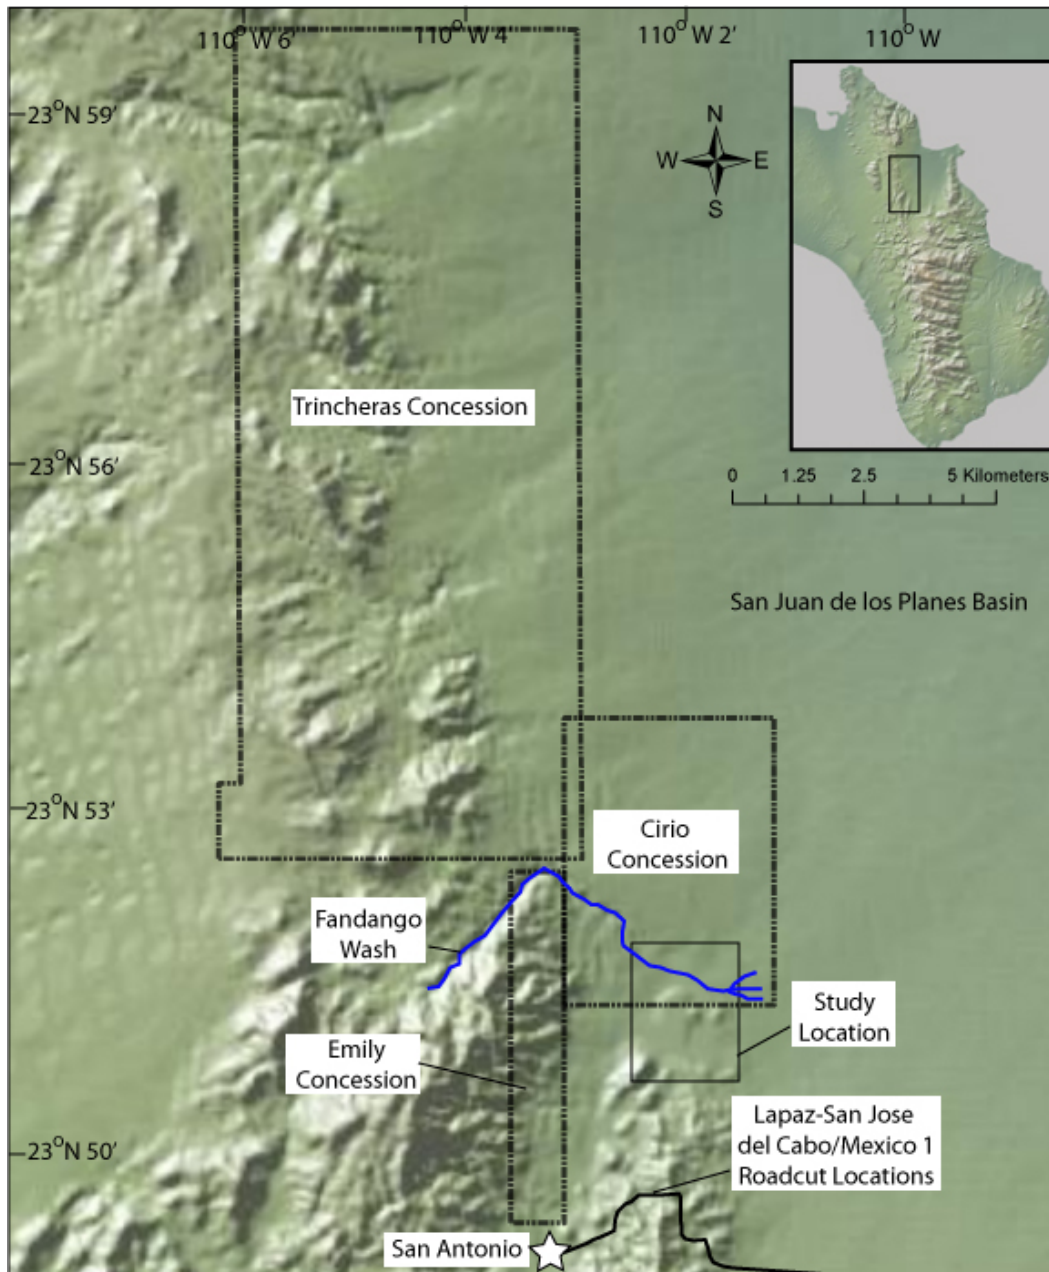 110°W 6'
110°W 4'
110°W 2'
110°W
23°N 59'
N
W
E
S
Trincheras Concession
23°N 56'
0 1.25 2.5 5 Kilometers
San Juan de los Planes Basin
23°N 53'
Cirio
Concession
Fandango
Wash
Study
Location
Emily
Concession
Lapaz-San Jose
del Cabo/Mexico 1
Roadcut Locations
23°N 50'
San Antonio